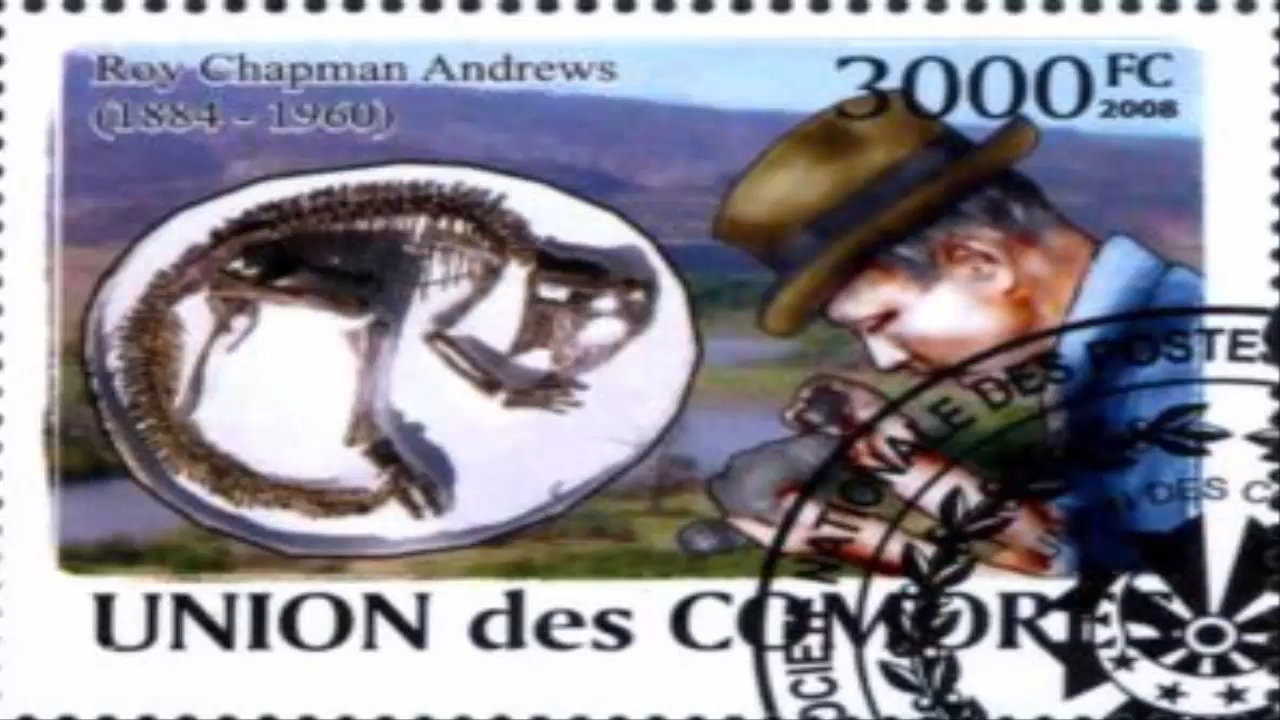 Roy Chapman Andrews
(1884 - 1960)
3000 FC
2008
NATIONALE DES POSTES
DES C
UNION des COMORES